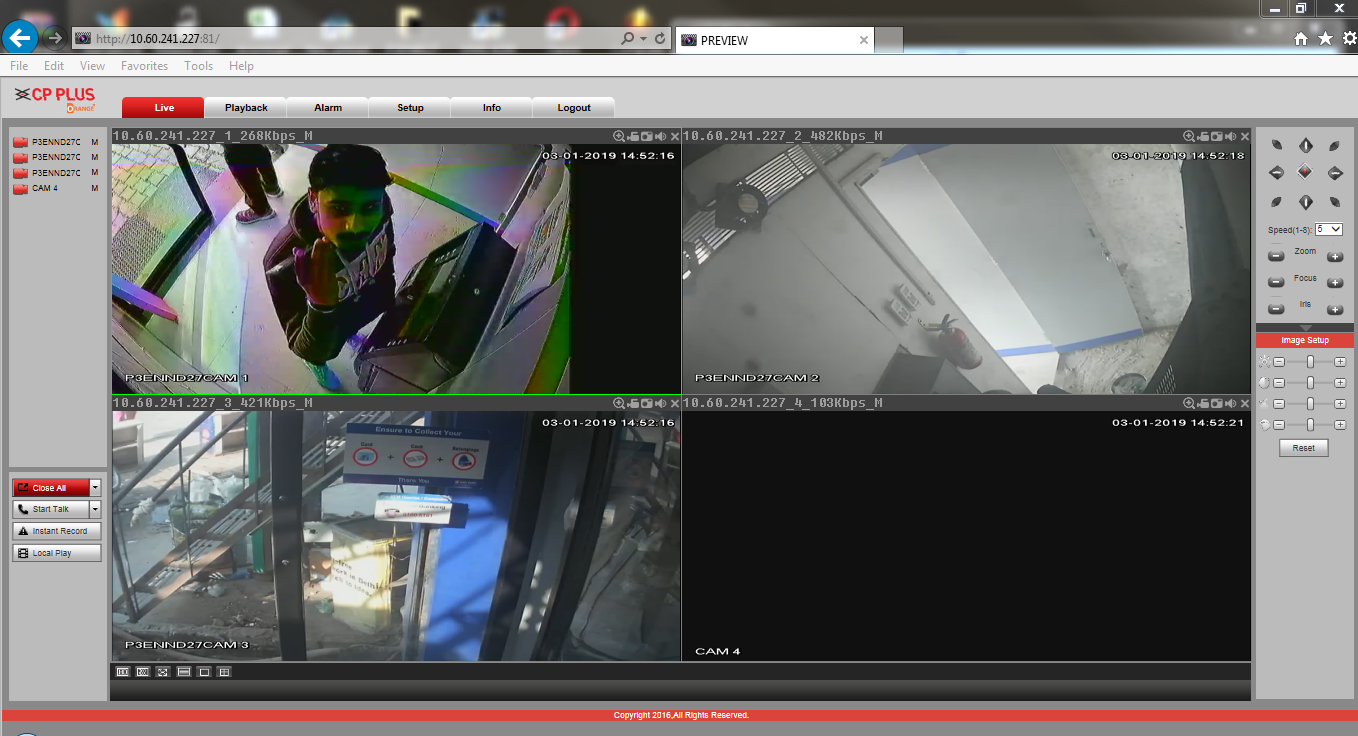 http://10.60.241.227:81/
PREVIEW
File Edit View Favorites Tools Help
CP PLUS
ORANGE
Live Playback Alarm Setup Info Logout
P3ENND27C M
P3ENND27C M
P3ENND27C M
CAM 4 M
Close All
Start Talk
Instant Record
Local Play
10.60.241.227_1_268Kbps_M
03-01-2019 14:52:16
P3ENND27CAM 1
10.60.241.227_2_482Kbps_M
03-01-2019 14:52:18
P3ENND27CAM 2
10.60.241.227_3_421Kbps_M
03-01-2019 14:52:16
Ensure to Collect Your
Card + Cash +
Thank You
P3ENND27CAM 3
10.60.241.227_4_103Kbps_M
03-01-2019 14:52:21
CAM 4
Speed(1-8): 5
Zoom
Focus
Iris
Image Setup
Reset
Copyright 2016,All Rights Reserved.